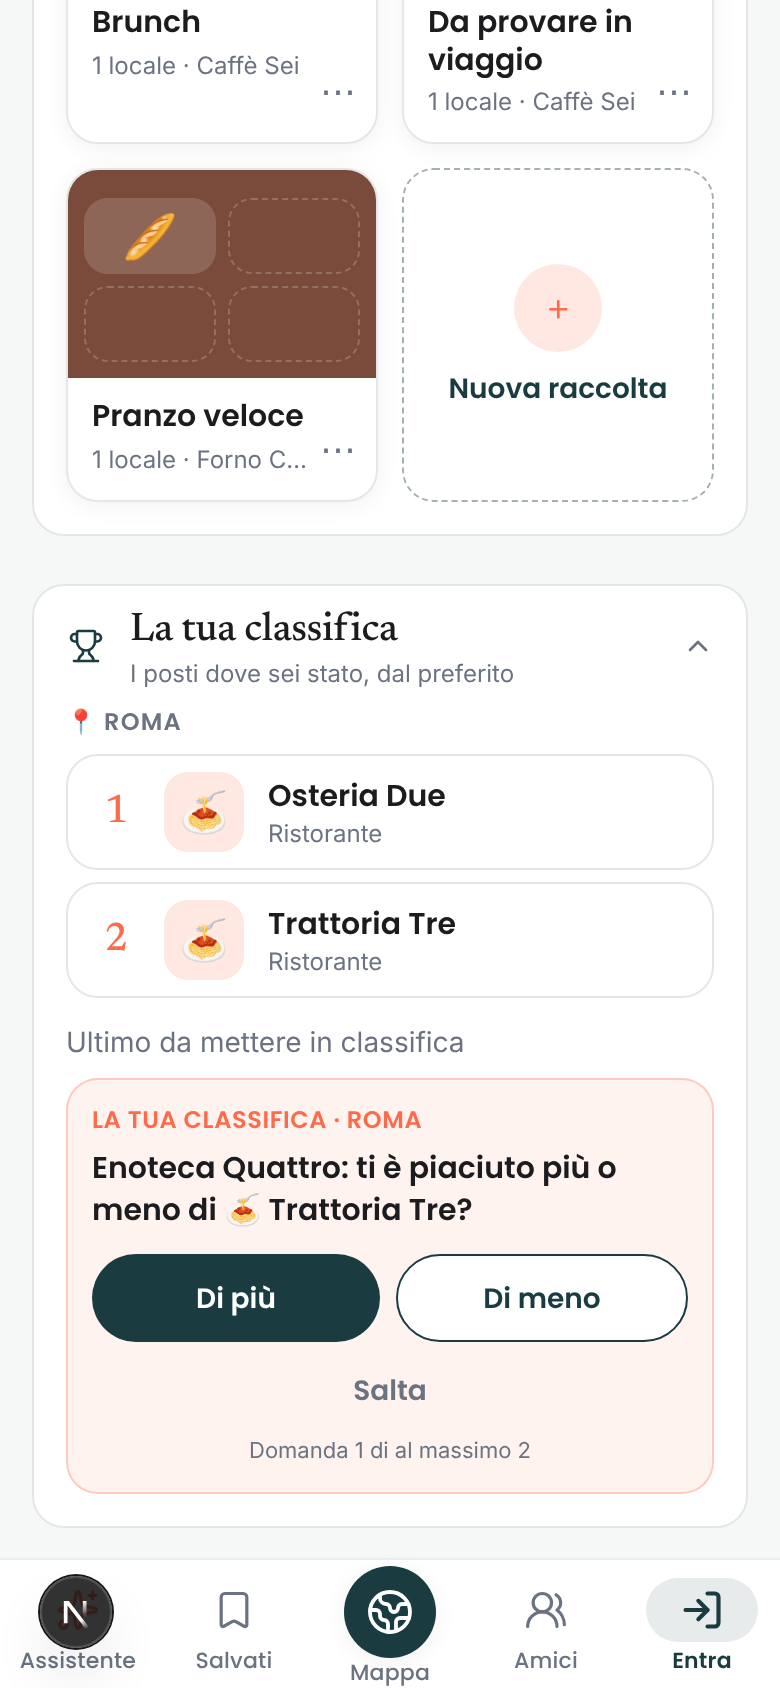 Brunch
1 locale · Caffè Sei
...
Da provare in
viaggio
1 locale · Caffè Sei
...
Pranzo veloce
1 locale · Forno C...
...
+
Nuova raccolta
La tua classifica
I posti dove sei stato, dal preferito
📍 ROMA
1
Osteria Due
Ristorante
2
Trattoria Tre
Ristorante
Ultimo da mettere in classifica
LA TUA CLASSIFICA · ROMA
Enoteca Quattro: ti è piaciuto più o
meno di 🍝 Trattoria Tre?
Di più
Di meno
Salta
Domanda 1 di al massimo 2
N
Assistente
Salvati
Mappa
Amici
Entra